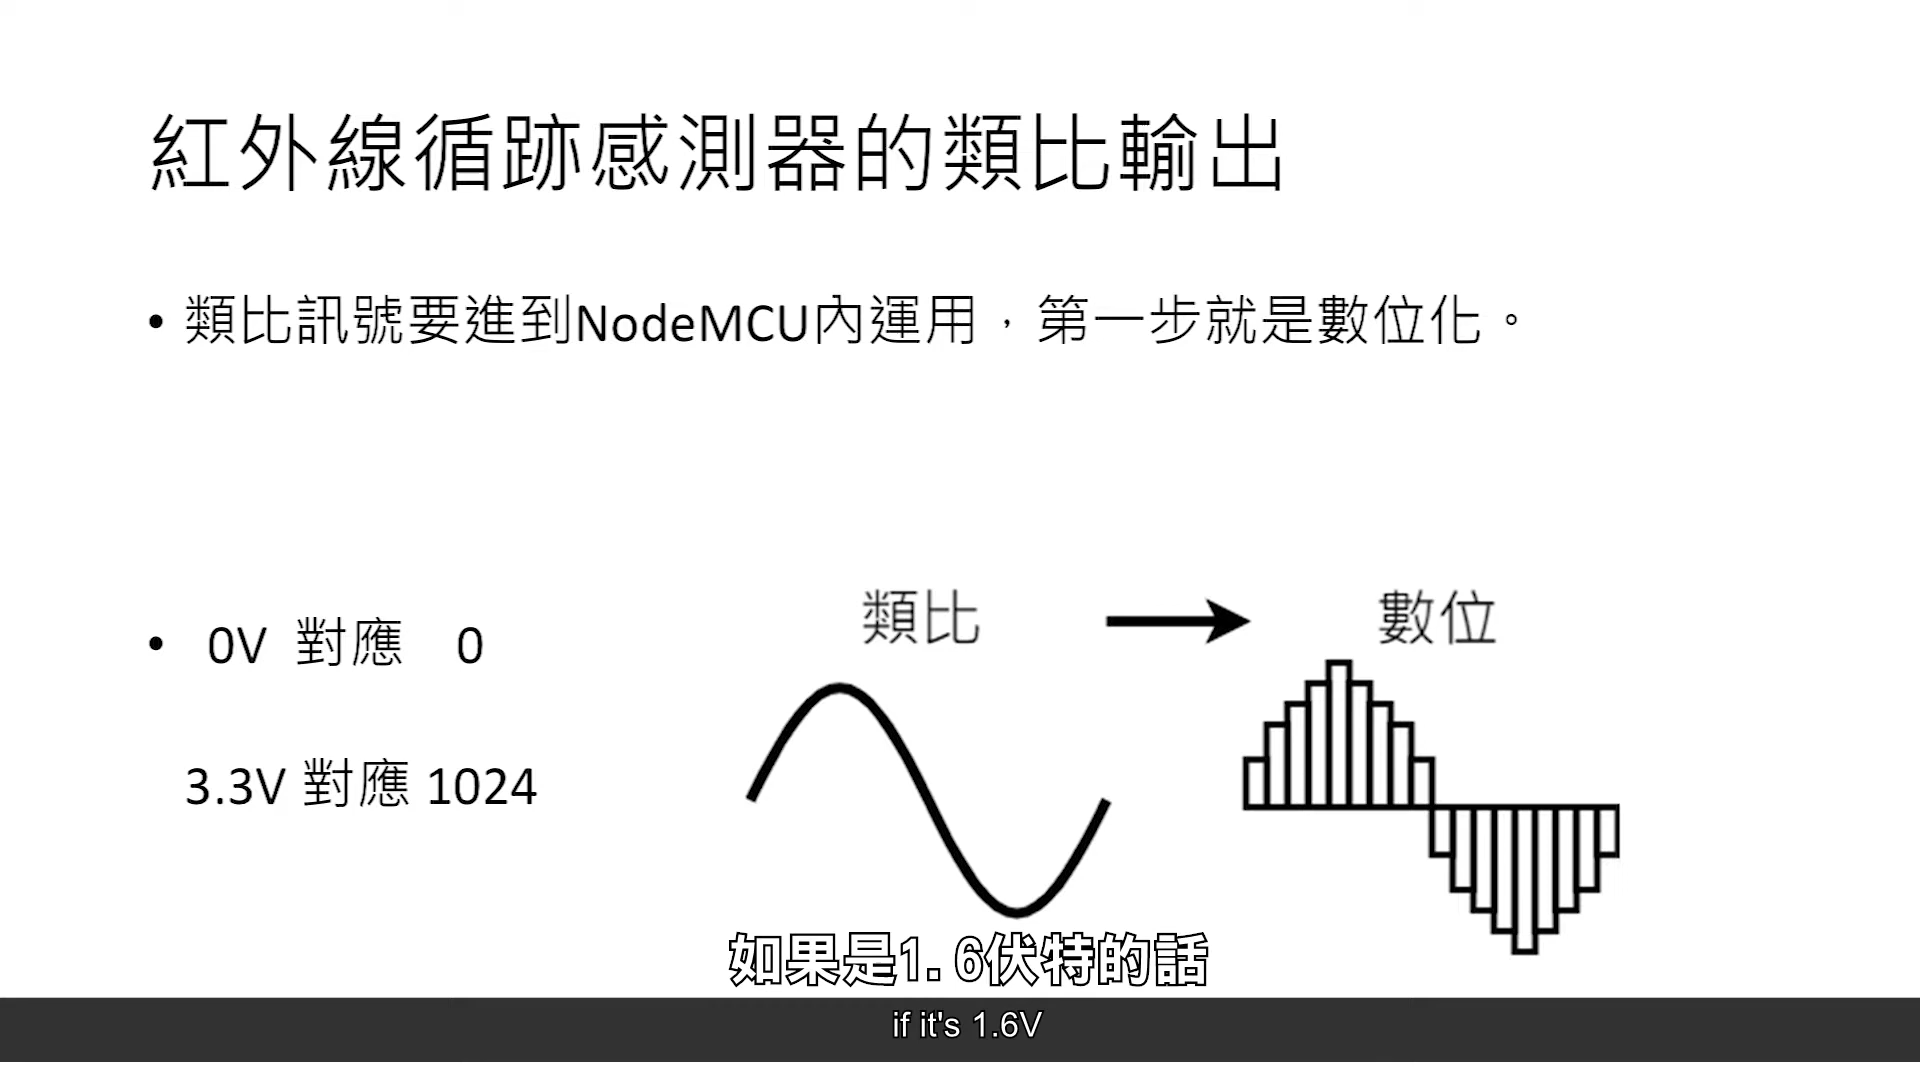 紅外線循跡感測器的類比輸出
• 類比訊號要進到NodeMCU內運用，第一步就是數位化。
類比 數位
• 0V 對應 0
3.3V 對應 1024
如果是1.6伏特的話
if it's 1.6V